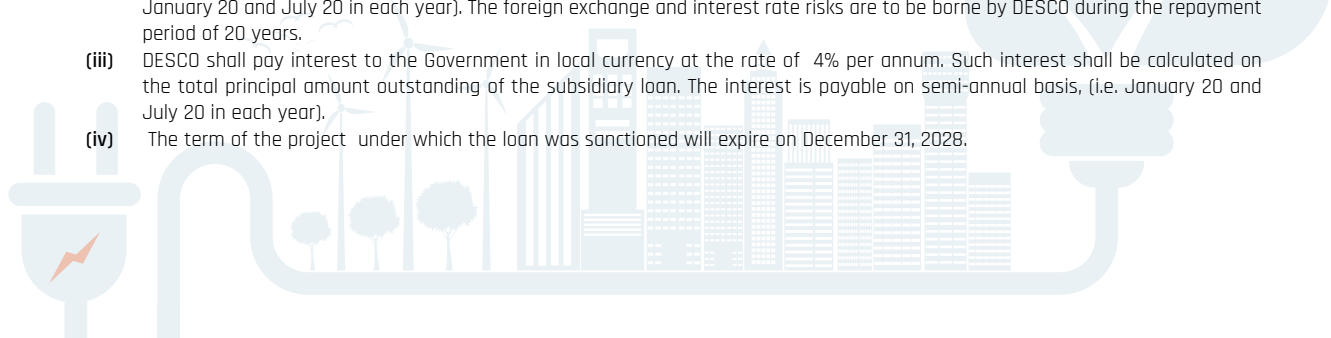 January 20 and July 20 in each year). The foreign exchange and interest rate risks are to be borne by DESCO during the repayment
period of 20 years.
(iii) DESCO shall pay interest to the Government in local currency at the rate of 4% per annum. Such interest shall be calculated on
the total principal amount outstanding of the subsidiary loan. The interest is payable on semi-annual basis, (i.e. January 20 and
July 20 in each year).
(iv) The term of the project under which the loan was sanctioned will expire on December 31, 2028.